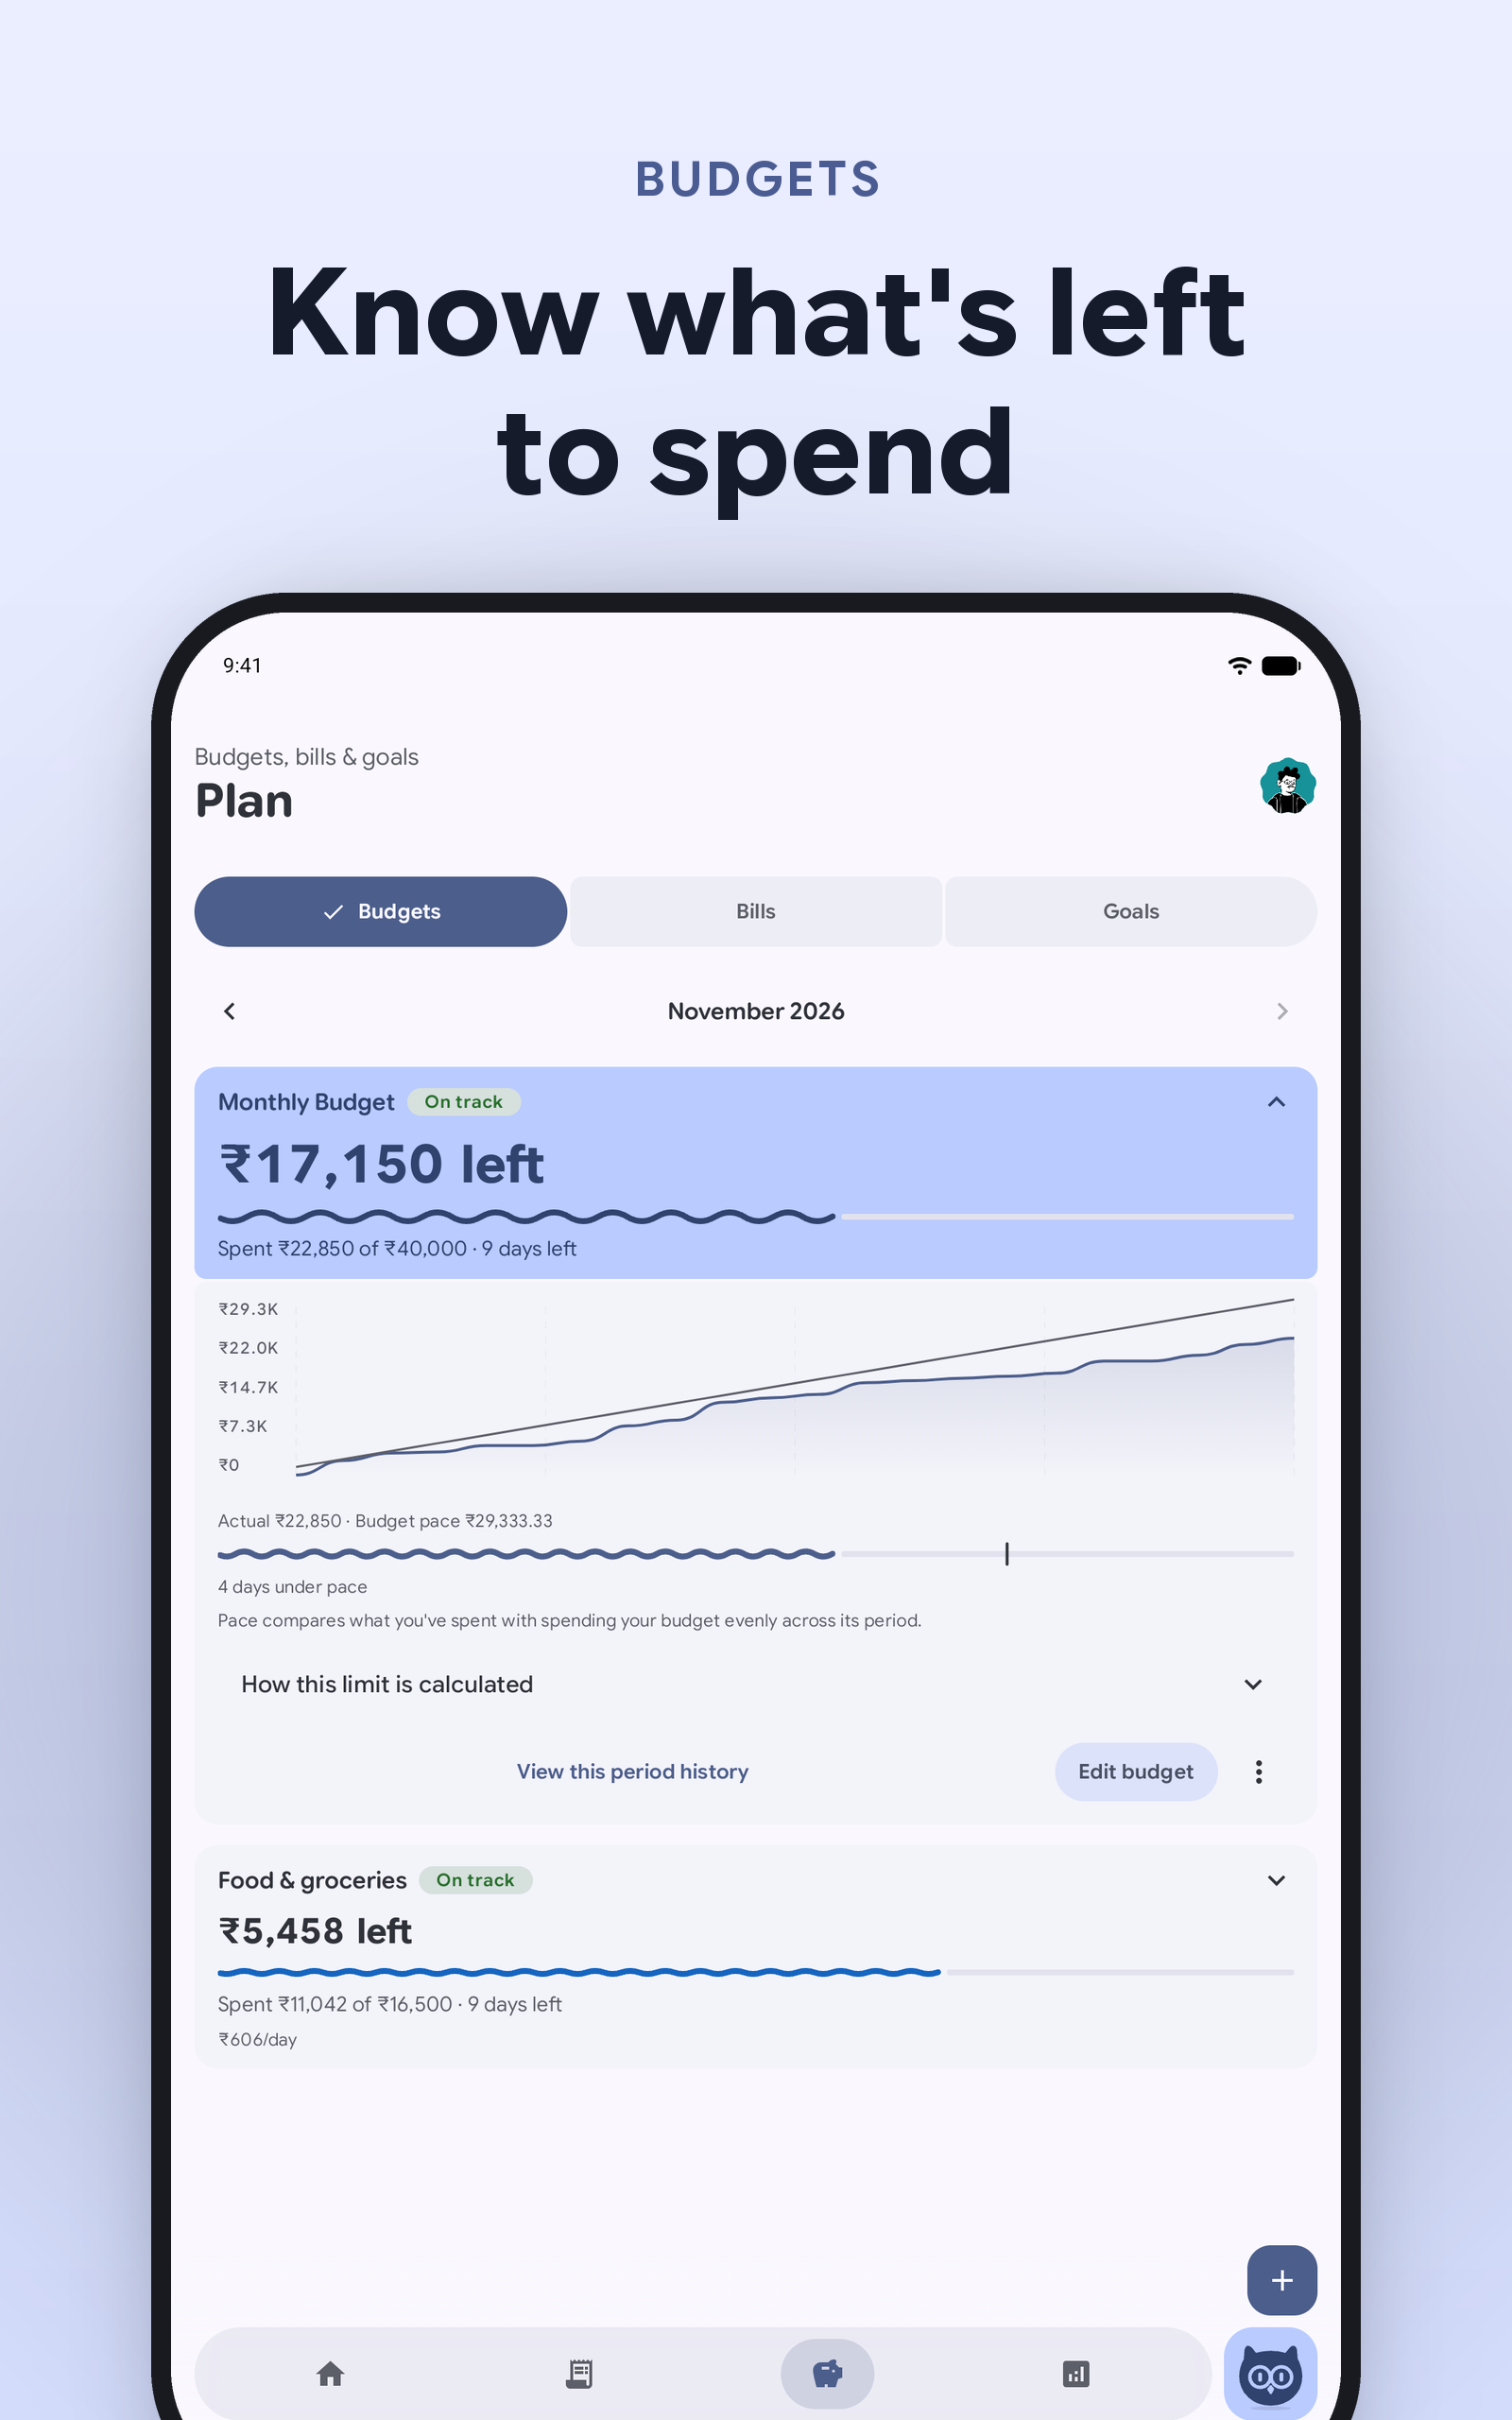 BUDGETS
Know what's left
to spend
9:41
Budgets, bills & goals
Plan
Budgets
Bills
Goals
November 2026
Monthly Budget
On track
₹17,150 left
Spent ₹22,850 of ₹40,000 · 9 days left
₹29.3K
₹22.0K
₹14.7K
₹7.3K
₹0
Actual ₹22,850 · Budget pace ₹29,333.33
4 days under pace
Pace compares what you've spent with spending your budget evenly across its period.
How this limit is calculated
View this period history
Edit budget
Food & groceries
On track
₹5,458 left
Spent ₹11,042 of ₹16,500 · 9 days left
₹606/day